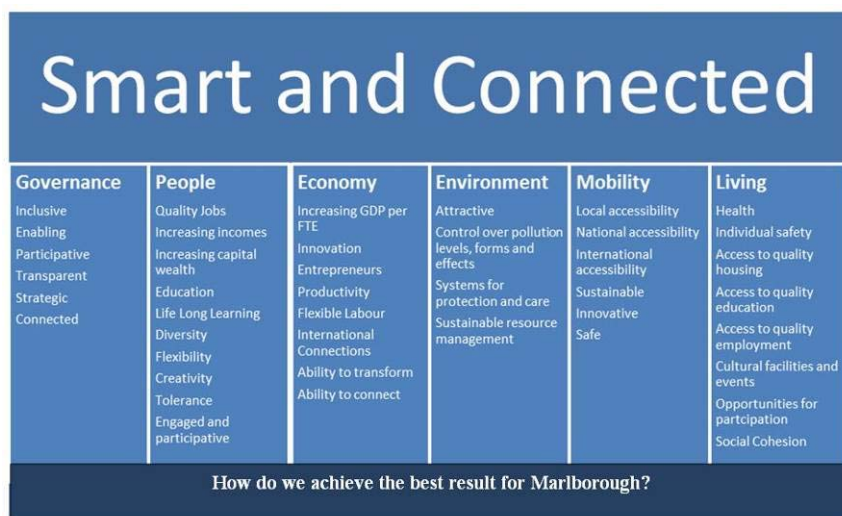 Smart and Connected
Governance
Inclusive
Enabling
Participative
Transparent
Strategic
Connected
People
Quality Jobs
Increasing incomes
Increasing capital
wealth
Education
Life Long Learning
Diversity
Flexibility
Creativity
Tolerance
Engaged and
participative
Economy
Increasing GDP per
FTE
Innovation
Entrepreneurs
Productivity
Flexible Labour
International
Connections
Ability to transform
Ability to connect
Environment
Attractive
Control over pollution
levels, forms and
effects
Systems for
protection and care
Sustainable resource
management
Mobility
Local accessibility
National accessibility
International
accessibility
Sustainable
Innovative
Safe
Living
Health
Individual safety
Access to quality
housing
Access to quality
education
Access to quality
employment
Cultural facilities and
events
Opportunities for
partcipation
Social Cohesion
How do we achieve the best result for Marlborough?